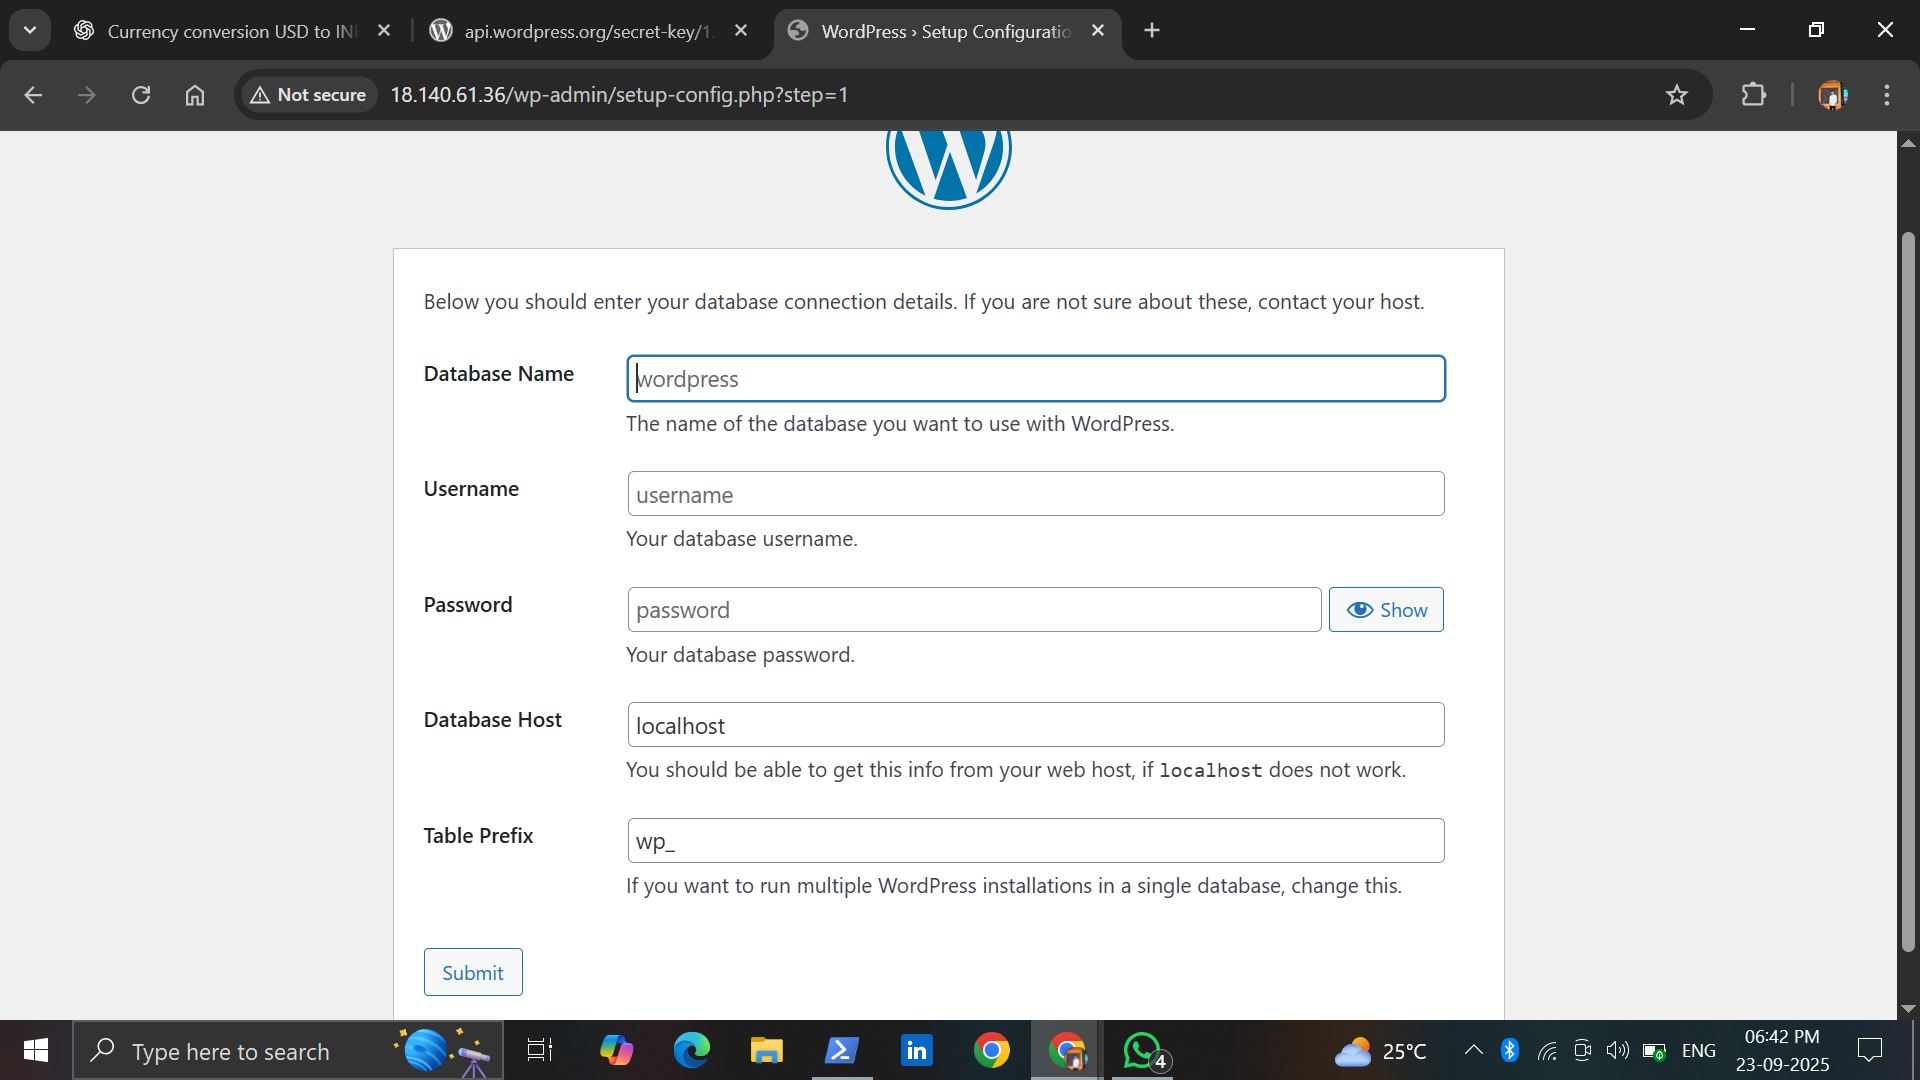 Currency conversion USD to IN
api.wordpress.org/secret-key/1.
WordPress › Setup Configuratio
Not secure
18.140.61.36/wp-admin/setup-config.php?step=1
Below you should enter your database connection details. If you are not sure about these, contact your host.
Database Name
wordpress
The name of the database you want to use with WordPress.
Username
username
Your database username.
Password
password
Show
Your database password.
Database Host
localhost
You should be able to get this info from your web host, if localhost does not work.
Table Prefix
wp_
If you want to run multiple WordPress installations in a single database, change this.
Submit
Type here to search
in
4
25°C
ENG
06:42 PM
23-09-2025